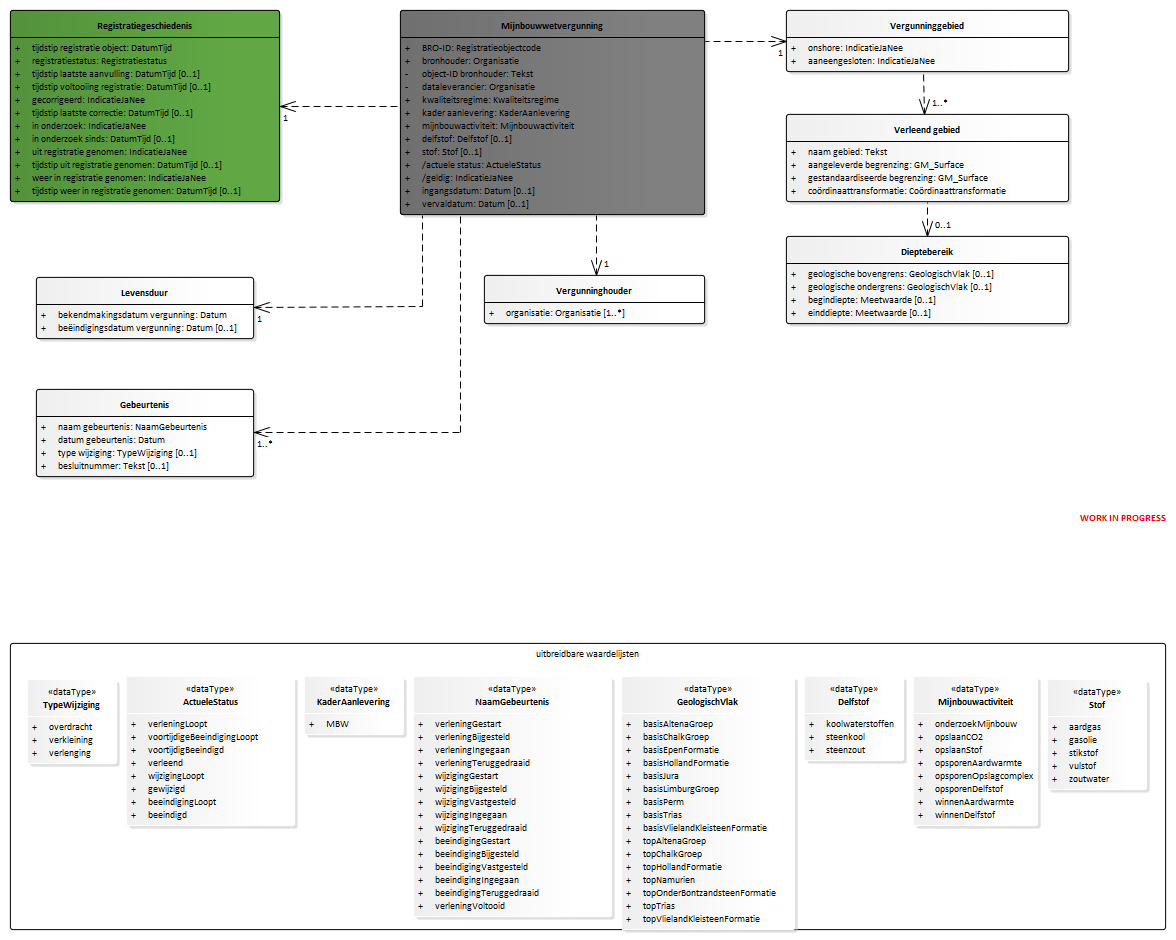 Registratiegeschiedenis
+ tijdstip registratie object: DatumTijd
+ registratiestatus: Registratiestatus
+ tijdstip laatste aanvulling: DatumTijd [0..1]
+ tijdstip voltooiing registratie: DatumTijd [0..1]
+ gecorrigeerd: IndicatieJaNee
+ tijdstip laatste correctie: DatumTijd [0..1]
+ in onderzoek: IndicatieJaNee
+ in onderzoek sinds: DatumTijd [0..1]
+ uit registratie genomen: IndicatieJaNee
+ tijdstip uit registratie genomen: DatumTijd [0..1]
+ weer in registratie genomen: IndicatieJaNee
+ tijdstip weer in registratie genomen: DatumTijd [0..1]
1
Mijnbouwwetvergunning
+ BRO-ID: Registratieobjectcode
+ bronhouder: Organisatie
- object-ID bronhouder: Tekst
- dataleverancier: Organisatie
+ kwaliteitsregime: Kwaliteitsregime
+ kader aanlevering: KaderAanlevering
+ mijnbouwactiviteit: Mijnbouwactiviteit
+ delfstof: Delfstof [0..1]
+ stof: Stof [0..1]
+ /actuele status: ActueleStatus
+ /geldig: IndicatieJaNee
+ ingangsdatum: Datum [0..1]
+ vervaldatum: Datum [0..1]
1
Vergunninggebied
+ onshore: IndicatieJaNee
+ aaneengesloten: IndicatieJaNee
1..*
Verleend gebied
+ naam gebied: Tekst
+ aangeleverde begrenzing: GM_Surface
+ gestandaardiseerde begrenzing: GM_Surface
+ coördinaattransformatie: Coördinaattransformatie
0..1
Dieptebereik
+ geologische bovengrens: GeologischVlak [0..1]
+ geologische ondergrens: GeologischVlak [0..1]
+ begindiepte: Meetwaarde [0..1]
+ einddiepte: Meetwaarde [0..1]
Levensduur
+ bekendmakingsdatum vergunning: Datum
+ beëindigingsdatum vergunning: Datum [0..1]
1
1
Vergunninghouder
+ organisatie: Organisatie [1..*]
Gebeurtenis
+ naam gebeurtenis: NaamGebeurtenis
+ datum gebeurtenis: Datum
+ type wijziging: TypeWijziging [0..1]
+ besluitnummer: Tekst [0..1]
1..*
WORK IN PROGRESS
uitbreidbare waardelijsten
«dataType»
TypeWijziging
+ overdracht
+ verkleining
+ verlenging
«dataType»
ActueleStatus
+ verleningLoopt
+ voortijdigeBeeindigingLoopt
+ voortijdigBeeindigd
+ verleend
+ wijzigingLoopt
+ gewijzigd
+ beeindigingLoopt
+ beeindigd
«dataType»
KaderAanlevering
+ MBW
«dataType»
NaamGebeurtenis
+ verleningGestart
+ verleningBijgesteld
+ verleningIngegaan
+ verleningTeruggedraaid
+ wijzigingGestart
+ wijzigingBijgesteld
+ wijzigingVastgesteld
+ wijzigingIngegaan
+ wijzigingTeruggedraaid
+ beeindigingGestart
+ beeindigingBijgesteld
+ beeindigingVastgesteld
+ beeindigingIngegaan
+ beeindigingTeruggedraaid
+ verleningVoltooid
«dataType»
GeologischVlak
+ basisAltenaGroep
+ basisChalkGroep
+ basisEpenFormatie
+ basisHollandFormatie
+ basisJura
+ basisLimburgGroep
+ basisPerm
+ basisTrias
+ basisVlielandKleisteenFormatie
+ topAltenaGroep
+ topChalkGroep
+ topHollandFormatie
+ topNamurien
+ topOnderBontzandsteenFormatie
+ topTrias
+ topVlielandKleisteenFormatie
«dataType»
Delfstof
+ koolwaterstoffen
+ steenkool
+ steenzout
«dataType»
Mijnbouwactiviteit
+ onderzoekMijnbouw
+ opslaanCO2
+ opslaanStof
+ opsporenAardwarmte
+ opsporenOpslagcomplex
+ opsporenDelfstof
+ winnenAardwarmte
+ winnenDelfstof
«dataType»
Stof
+ aardgas
+ gasolie
+ stikstof
+ vulstof
+ zoutwater